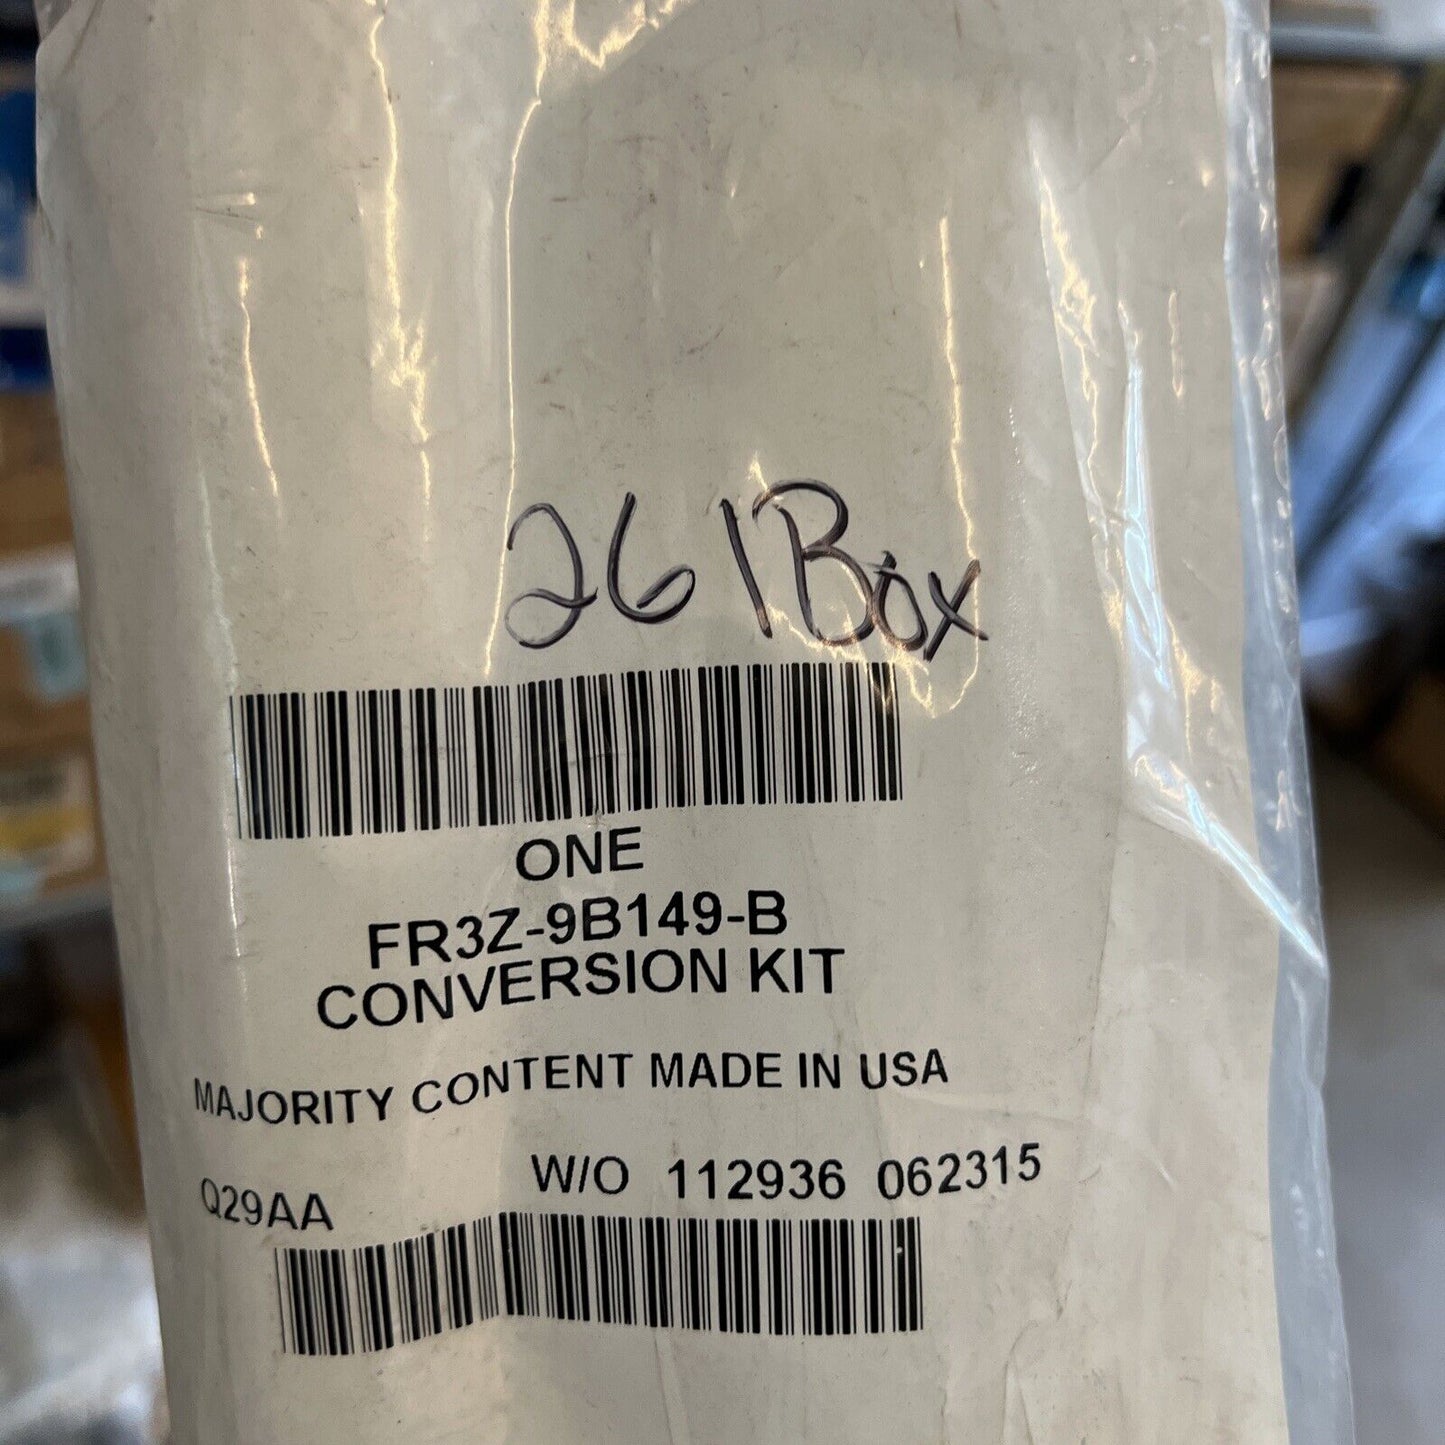 261Box
ONE
FR3Z-9B149-B
CONVERSION KIT
MAJORITY CONTENT MADE IN USA
W/O 112936 062315
Q29AA